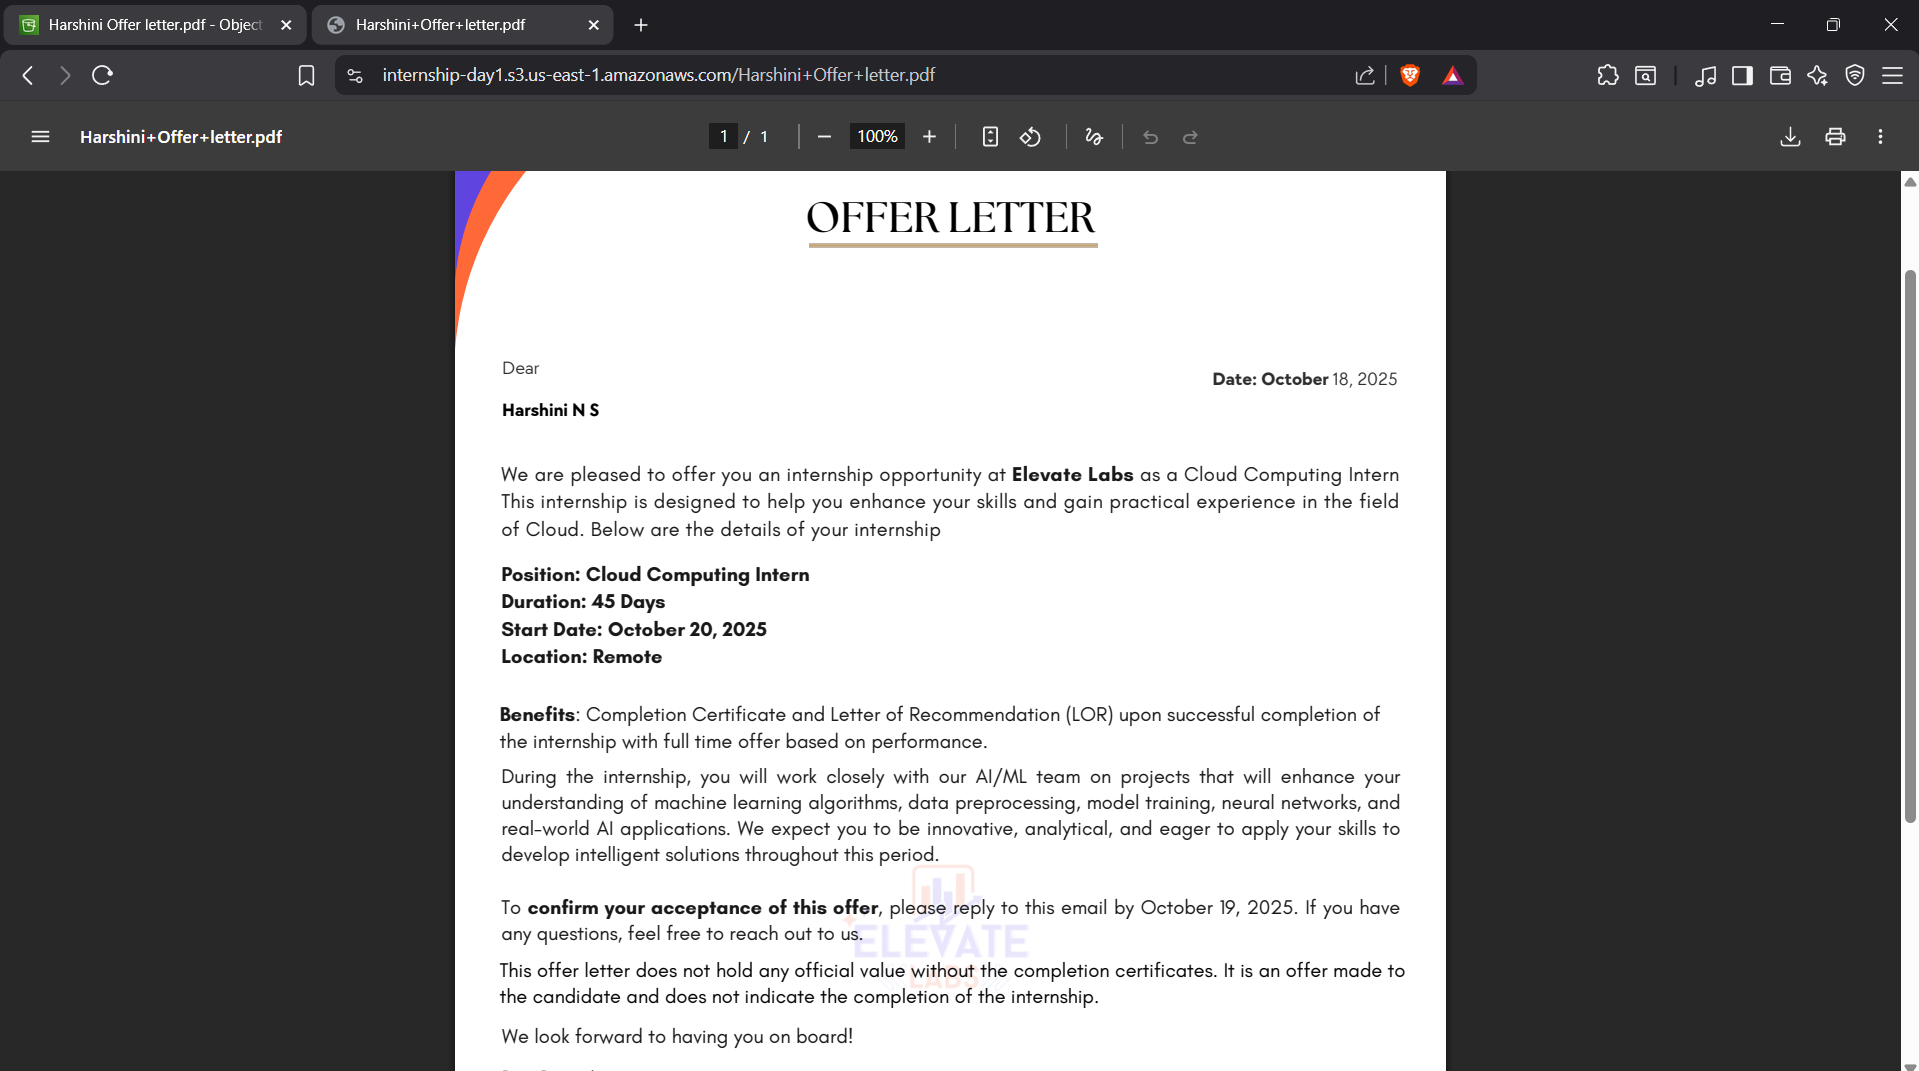 Harshini Offer letter.pdf - Object
Harshini+Offer+letter.pdf
internship-day1.s3.us-east-1.amazonaws.com/Harshini+Offer+letter.pdf
Harshini+Offer+letter.pdf
1 / 1
100%
OFFER LETTER
Dear
Date: October 18, 2025
Harshini N S
We are pleased to offer you an internship opportunity at Elevate Labs as a Cloud Computing Intern
This internship is designed to help you enhance your skills and gain practical experience in the field
of Cloud. Below are the details of your internship
Position: Cloud Computing Intern
Duration: 45 Days
Start Date: October 20, 2025
Location: Remote
Benefits: Completion Certificate and Letter of Recommendation (LOR) upon successful completion of
the internship with full time offer based on performance.
During the internship, you will work closely with our AI/ML team on projects that will enhance your
understanding of machine learning algorithms, data preprocessing, model training, neural networks, and
real-world AI applications. We expect you to be innovative, analytical, and eager to apply your skills to
develop intelligent solutions throughout this period.
To confirm your acceptance of this offer, please reply to this email by October 19, 2025. If you have
any questions, feel free to reach out to us.
ELEVATE
LABS
This offer letter does not hold any official value without the completion certificates. It is an offer made to
the candidate and does not indicate the completion of the internship.
We look forward to having you on board!